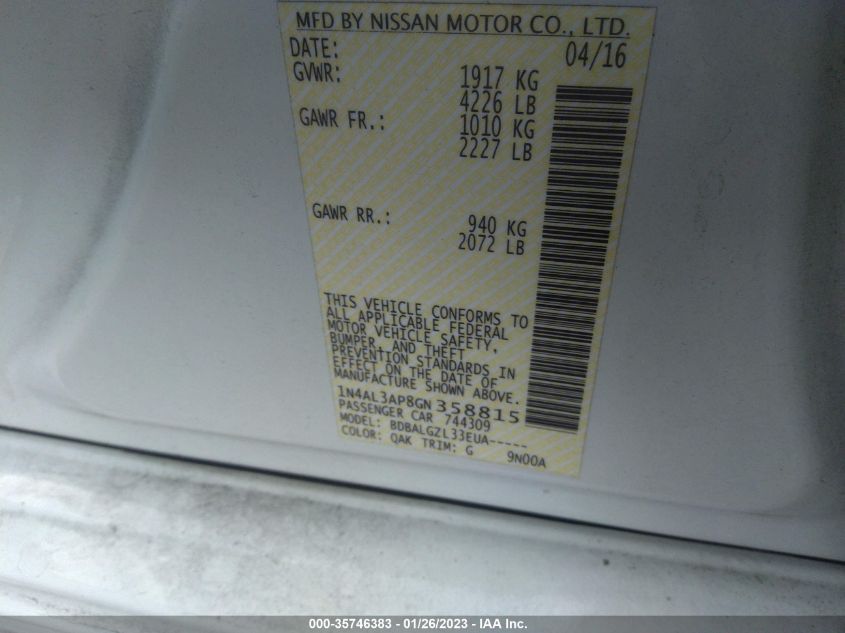 MFD BY NISSAN MOTOR CO., LTD.
DATE: 04/16
GVWR: 1917 KG
4226 LB
GAWR FR.: 1010 KG
2227 LB
GAWR RR.: 940 KG
2072 LB
THIS VEHICLE CONFORMS TO
ALL APPLICABLE FEDERAL
MOTOR VEHICLE SAFETY,
BUMPER, AND THEFT
PREVENTION STANDARDS IN
EFFECT ON THE DATE OF
MANUFACTURE SHOWN ABOVE.
1N4AL3AP8GN358815
PASSENGER CAR 744309
MODEL: BDBALGZL33EUA-----
COLOR: QAK TRIM: G 9N00A
000-35746383 - 01/26/2023 - IAA Inc.